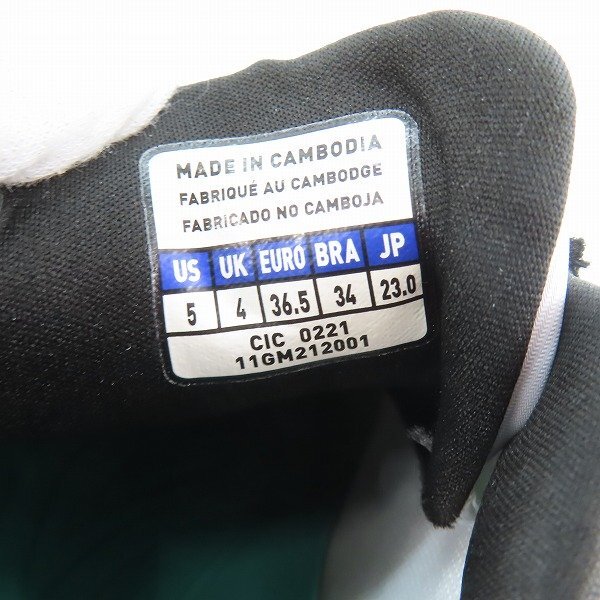 MADE IN CAMBODIA
FABRIQUÉ AU CAMBODGE
FABRICADO NO CAMBOJA
US UK EURO BRA JP
5 4 36.5 34 23.0
CIC 0221
11GM212001